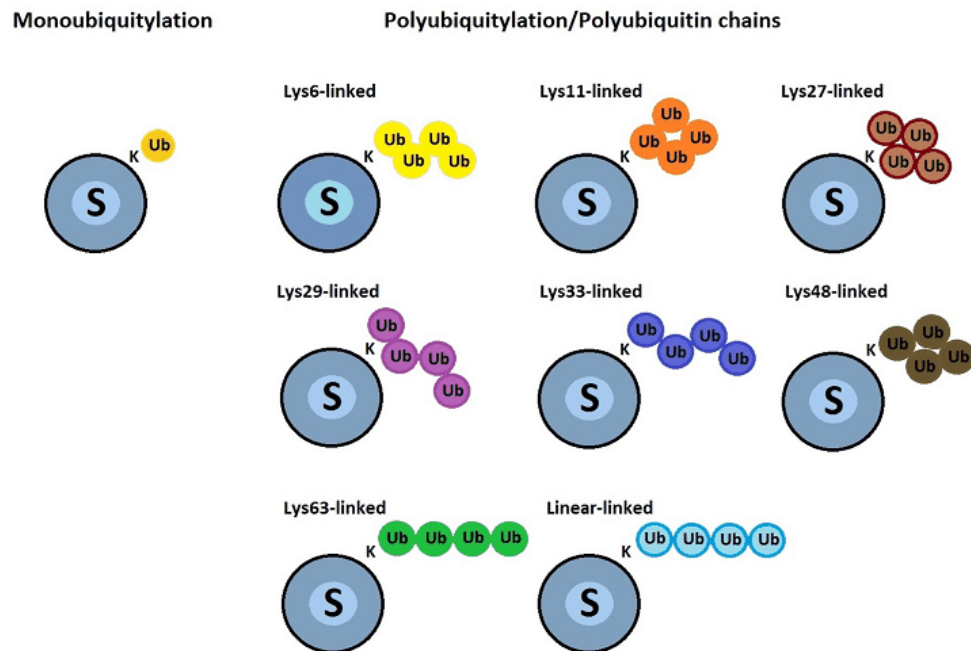 Monoubiquitylation
Polyubiquitylation/Polyubiquitin chains
K
Ub
S
Lys6-linked
K
Ub
Ub
Ub
Ub
S
Lys11-linked
K
Ub
Ub
Ub
Ub
S
Lys27-linked
K
Ub
Ub
Ub
Ub
S
Lys29-linked
K
Ub
Ub
Ub
Ub
S
Lys33-linked
K
Ub
Ub
Ub
Ub
S
Lys48-linked
K
Ub
Ub
Ub
Ub
S
Lys63-linked
K
Ub
Ub
Ub
Ub
S
Linear-linked
K
Ub
Ub
Ub
Ub
S